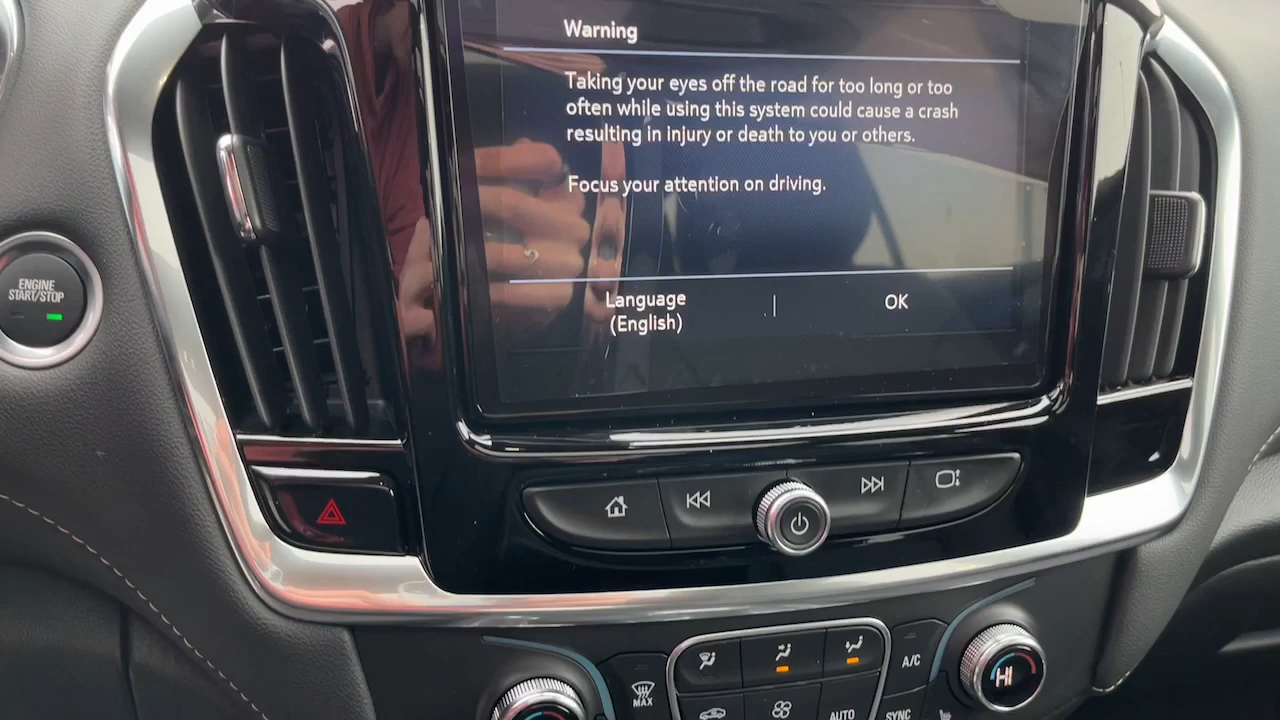 Warning
Taking your eyes off the road for too long or too
often while using this system could cause a crash
resulting in injury or death to you or others.
Focus your attention on driving.
Language
(English)
OK
ENGINE
START/STOP
MAX
A/C
HI
AUTO
SYNC